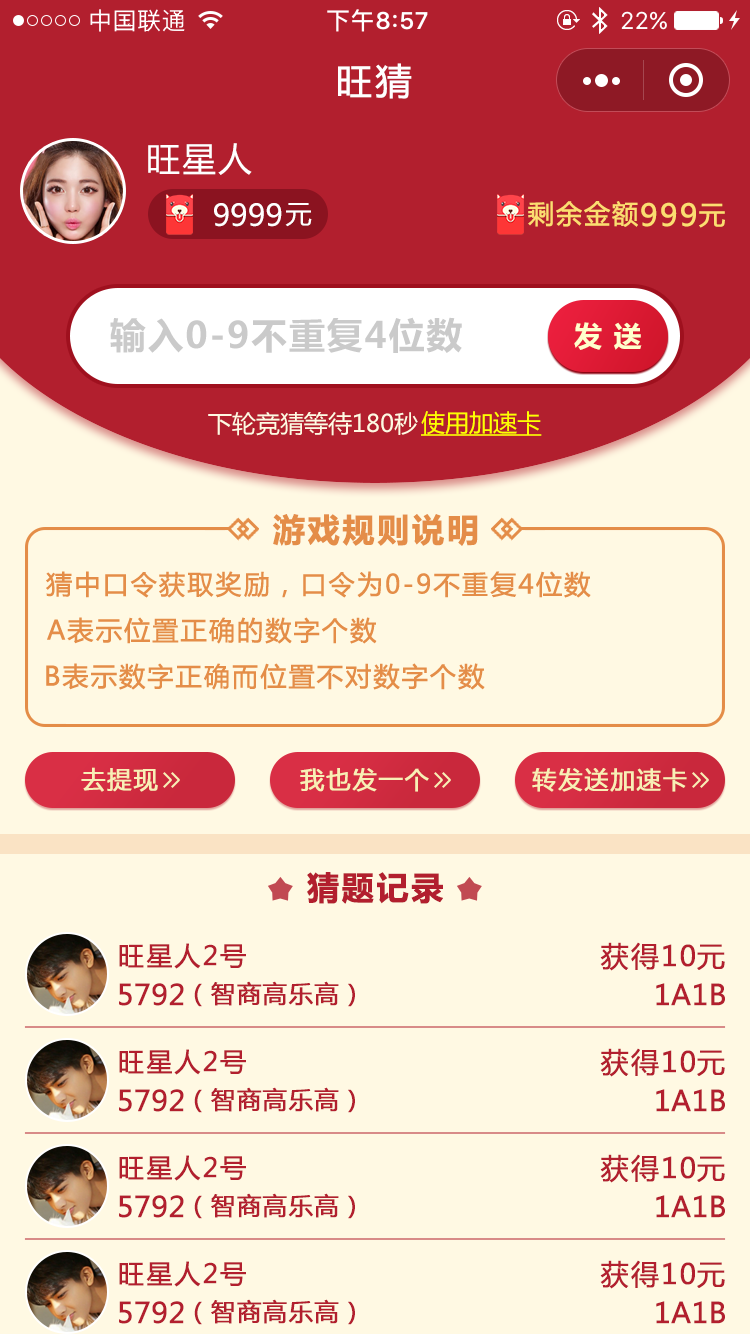 中国联通 下午8:57 22%
旺猜
旺星人
9999元 剩余金额999元
输入0-9不重复4位数 发 送
下轮竞猜等待180秒 使用加速卡
游戏规则说明
猜中口令获取奖励，口令为0-9不重复4位数
A表示位置正确的数字个数
B表示数字正确而位置不对数字个数
去提现 我也发一个 转发送加速卡
猜题记录
旺星人2号 获得10元
5792（智商高乐高） 1A1B
旺星人2号 获得10元
5792（智商高乐高） 1A1B
旺星人2号 获得10元
5792（智商高乐高） 1A1B
旺星人2号 获得10元
5792（智商高乐高） 1A1B